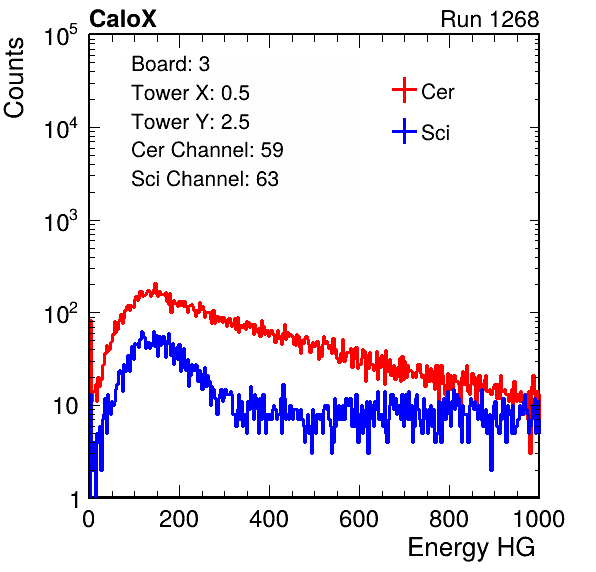 CaloX Run 1268
Counts
10^5
10^4
10^3
10^2
10
1
Board: 3
Tower X: 0.5
Tower Y: 2.5
Cer Channel: 59
Sci Channel: 63
Cer
Sci
0 200 400 600 800 1000
Energy HG